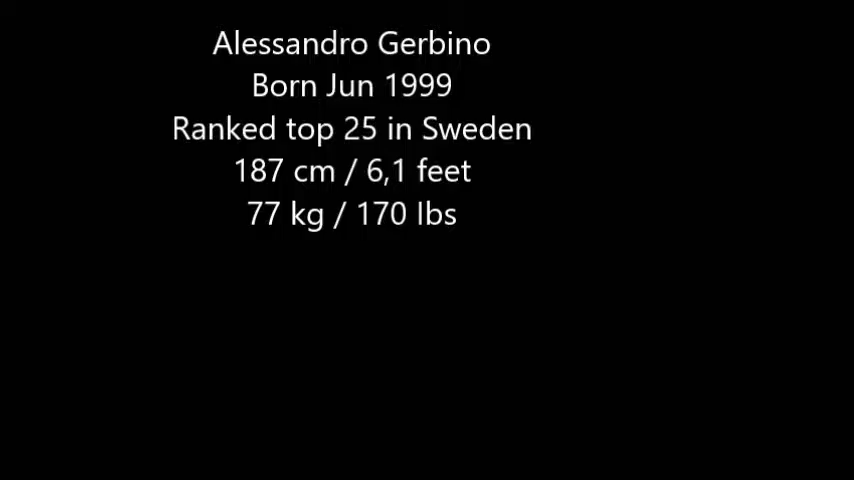 Alessandro Gerbino
Born Jun 1999
Ranked top 25 in Sweden
187 cm / 6,1 feet
77 kg / 170 lbs